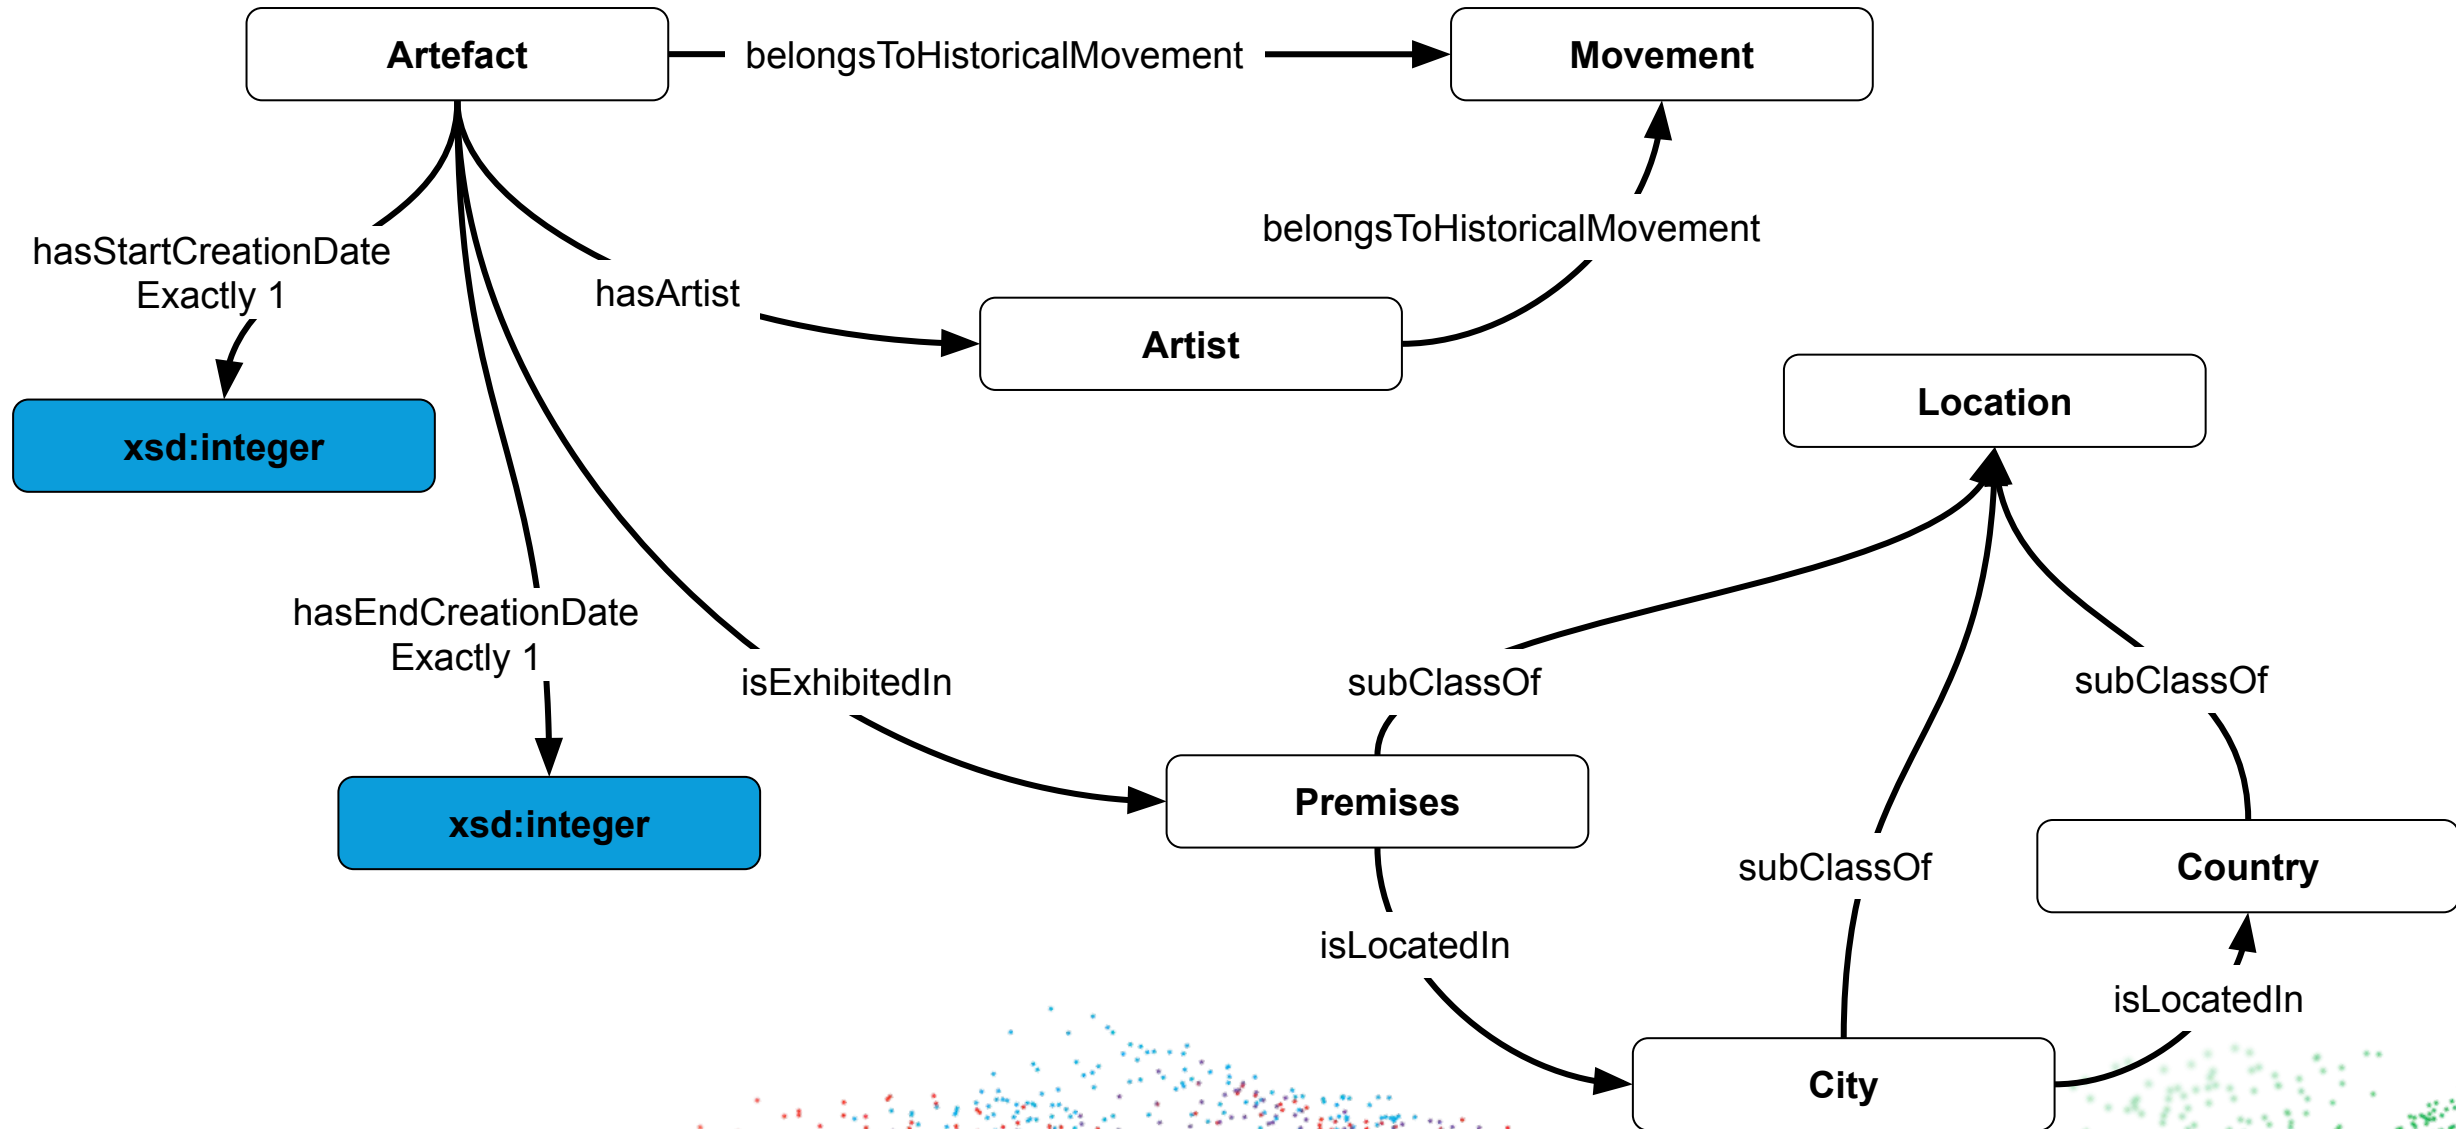 Artefact
belongsToHistoricalMovement
Movement
belongsToHistoricalMovement
hasStartCreationDate
Exactly 1
hasArtist
Artist
Location
xsd:integer
hasEndCreationDate
Exactly 1
isExhibitedIn
subClassOf
subClassOf
Premises
xsd:integer
subClassOf
Country
isLocatedIn
isLocatedIn
City